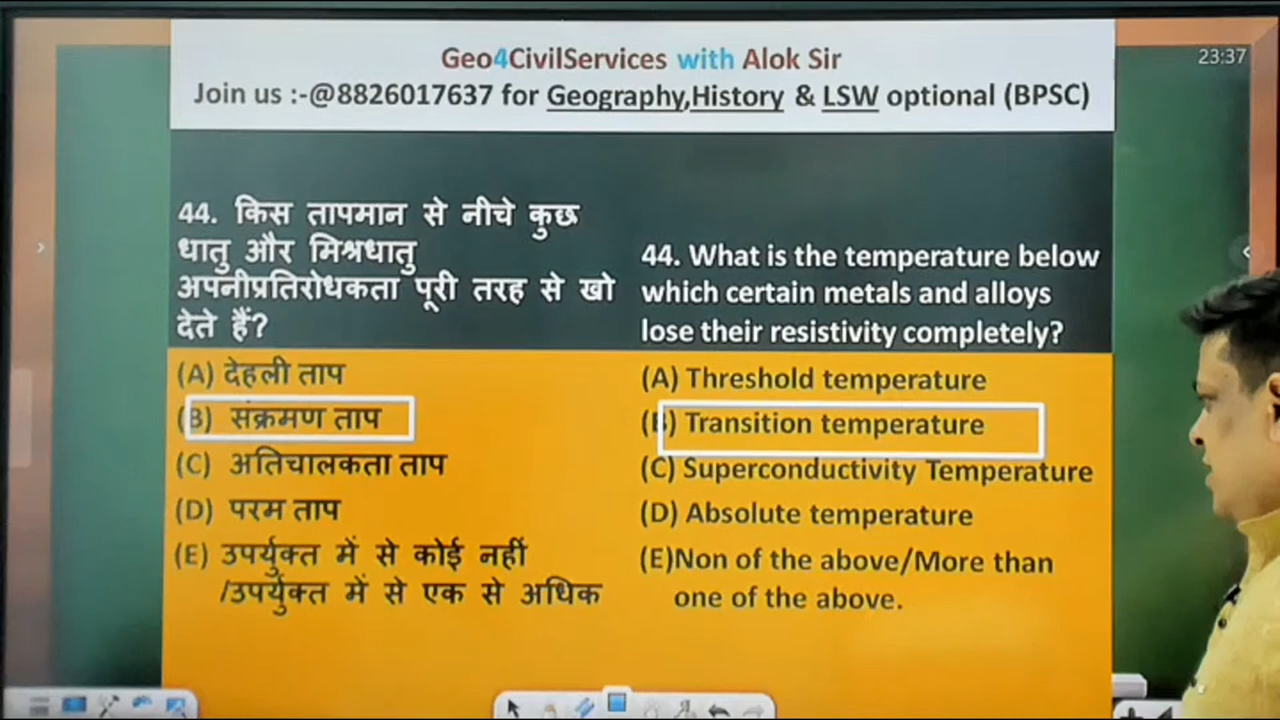 Geo4CivilServices with Alok Sir
Join us :-@8826017637 for Geography,History & LSW optional (BPSC)
23:37
44. किस तापमान से नीचे कुछ
धातु और मिश्रधातु
अपनीप्रतिरोधकता पूरी तरह से खो
देते हैं?
(A) देहली ताप
(B) संक्रमण ताप
(C) अतिचालकता ताप
(D) परम ताप
(E) उपर्युक्त में से कोई नहीं
/उपर्युक्त में से एक से अधिक
44. What is the temperature below
which certain metals and alloys
lose their resistivity completely?
(A) Threshold temperature
(B) Transition temperature
(C) Superconductivity Temperature
(D) Absolute temperature
(E)Non of the above/More than
one of the above.